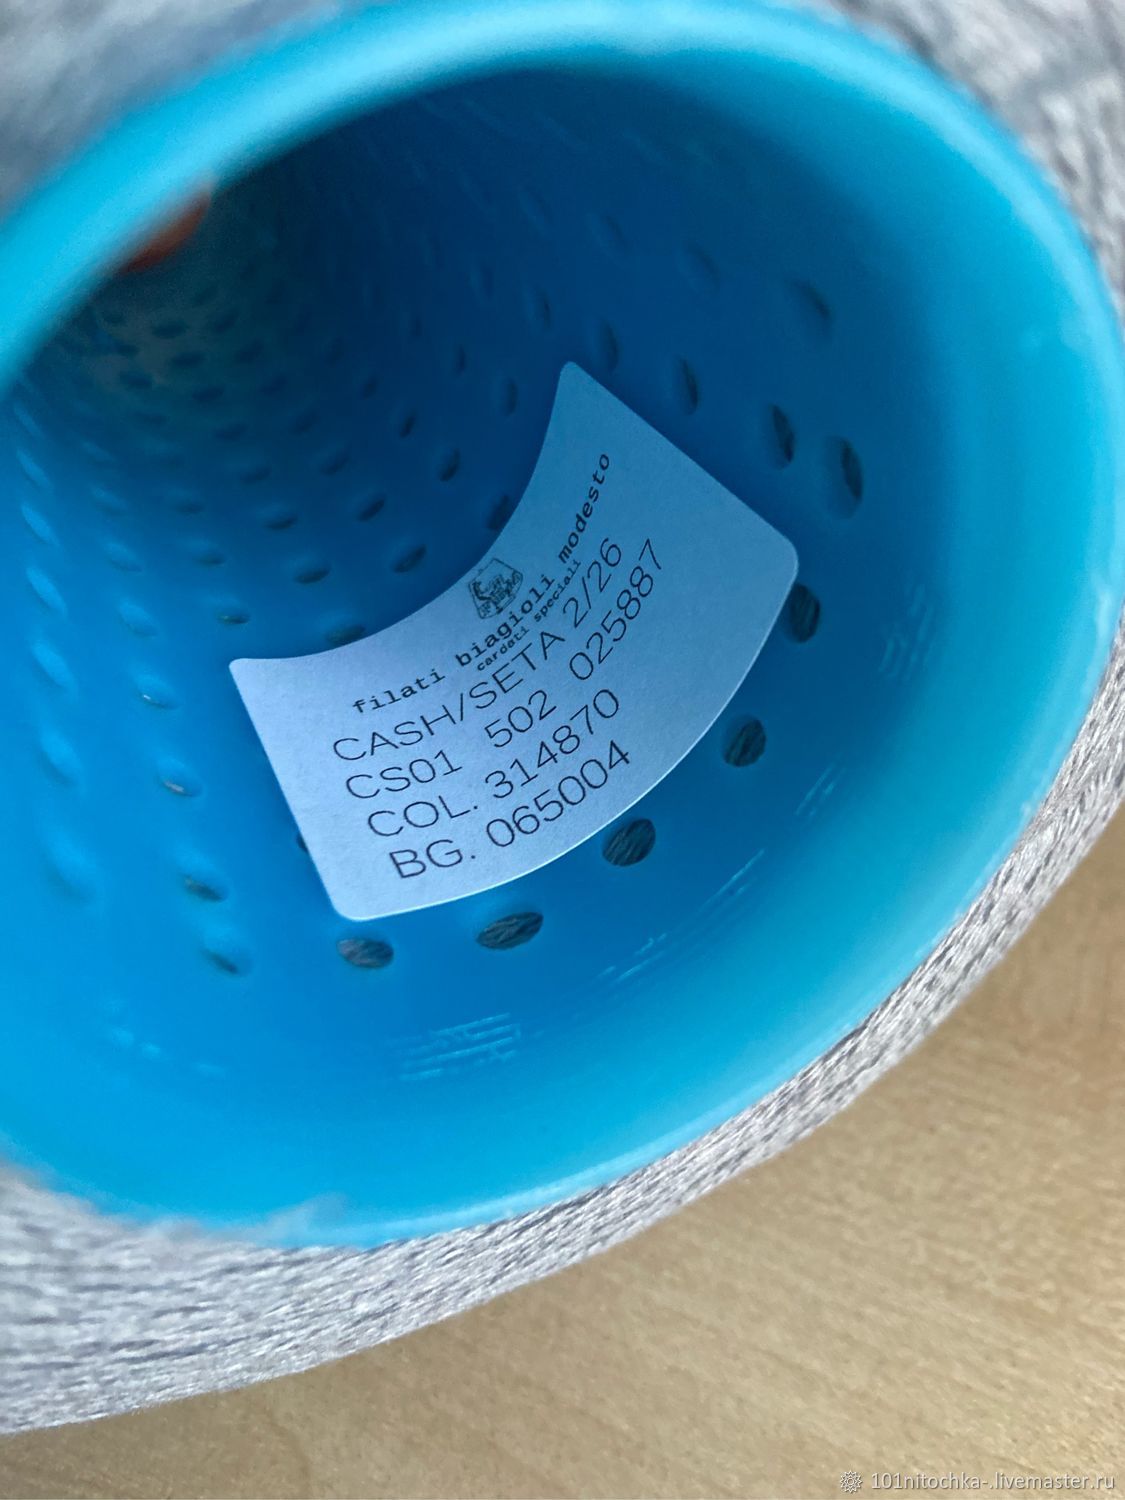 filati biagioli modesto
cardati speciali
CASH/SETA 2/26
CS01 502 025887
COL. 314870
BG. 065004
101nitochka-.livemaster.ru